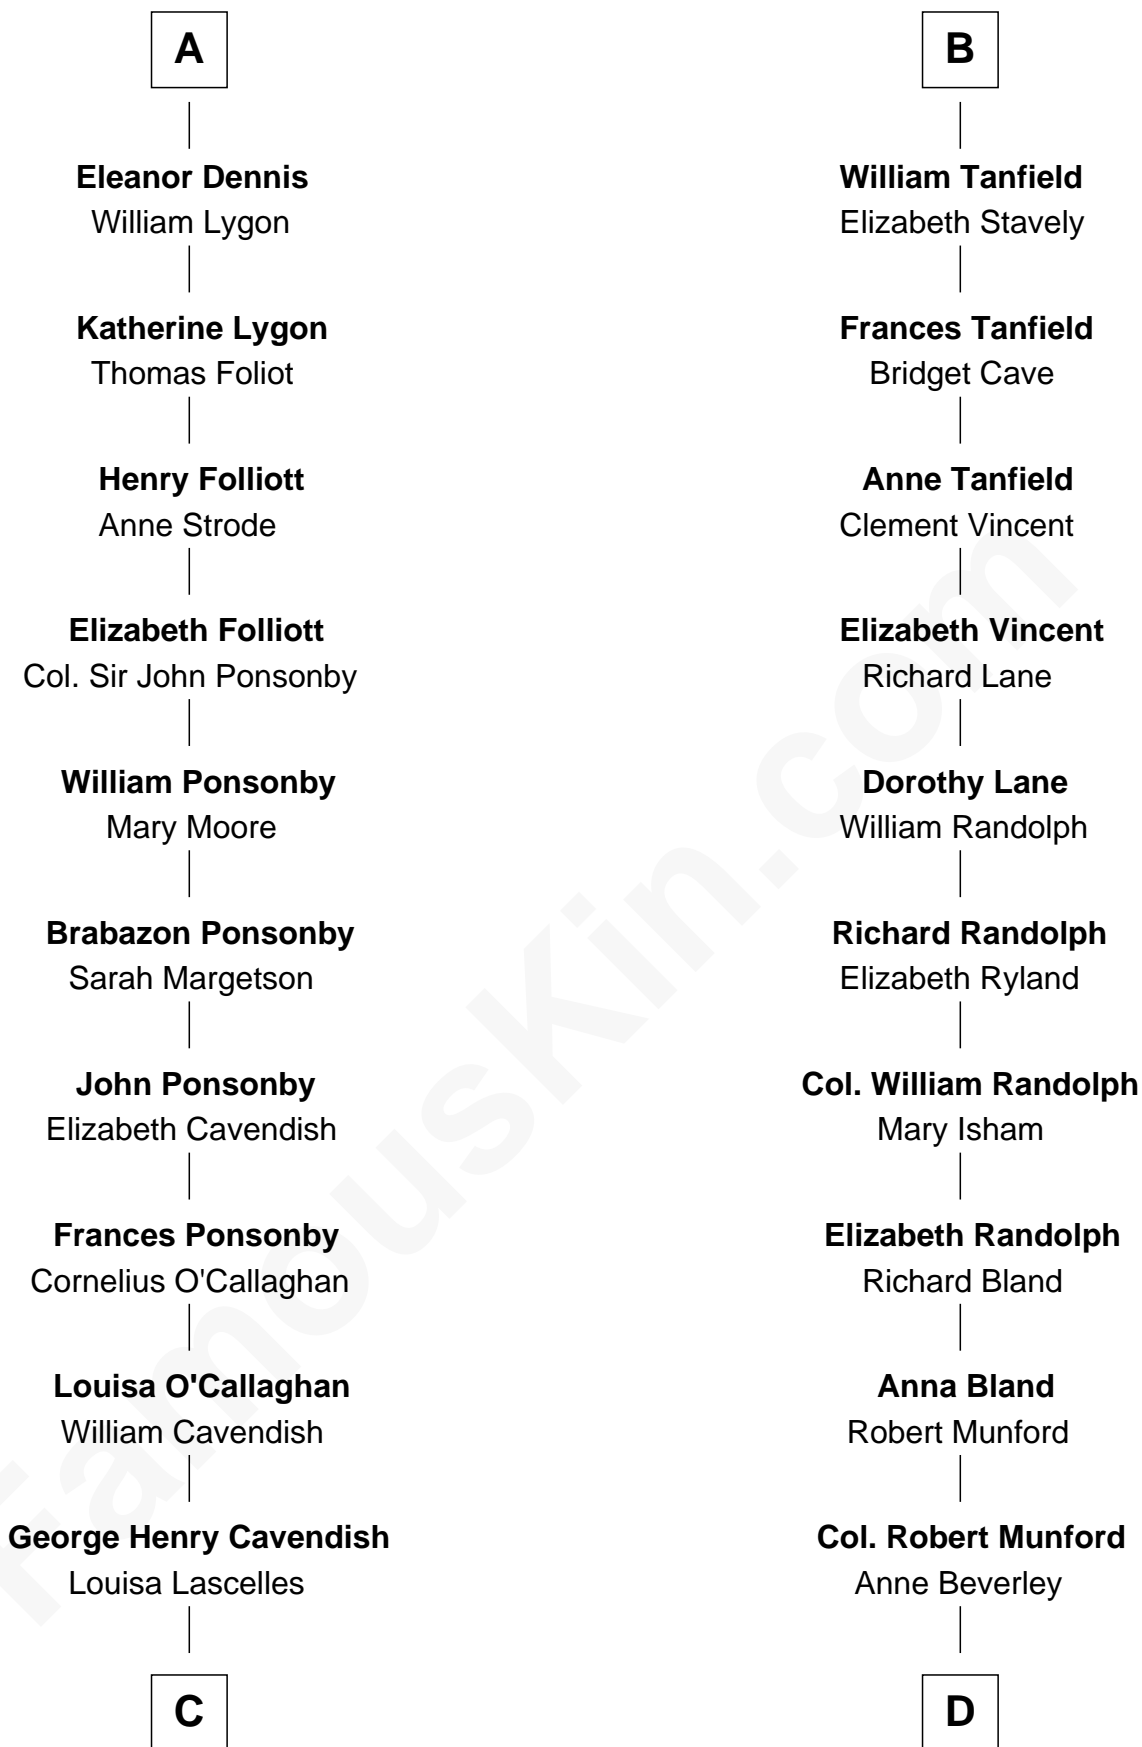 A
Eleanor Dennis
William Lygon
Katherine Lygon
Thomas Foliot
Henry Folliott
Anne Strode
Elizabeth Folliott
Col. Sir John Ponsonby
William Ponsonby
Mary Moore
Brabazon Ponsonby
Sarah Margetson
John Ponsonby
Elizabeth Cavendish
Frances Ponsonby
Cornelius O'Callaghan
Louisa O'Callaghan
William Cavendish
George Henry Cavendish
Louisa Lascelles
C
B
William Tanfield
Elizabeth Stavely
Frances Tanfield
Bridget Cave
Anne Tanfield
Clement Vincent
Elizabeth Vincent
Richard Lane
Dorothy Lane
William Randolph
Richard Randolph
Elizabeth Ryland
Col. William Randolph
Mary Isham
Elizabeth Randolph
Richard Bland
Anna Bland
Robert Munford
Col. Robert Munford
Anne Beverley
D
FamousKin.com